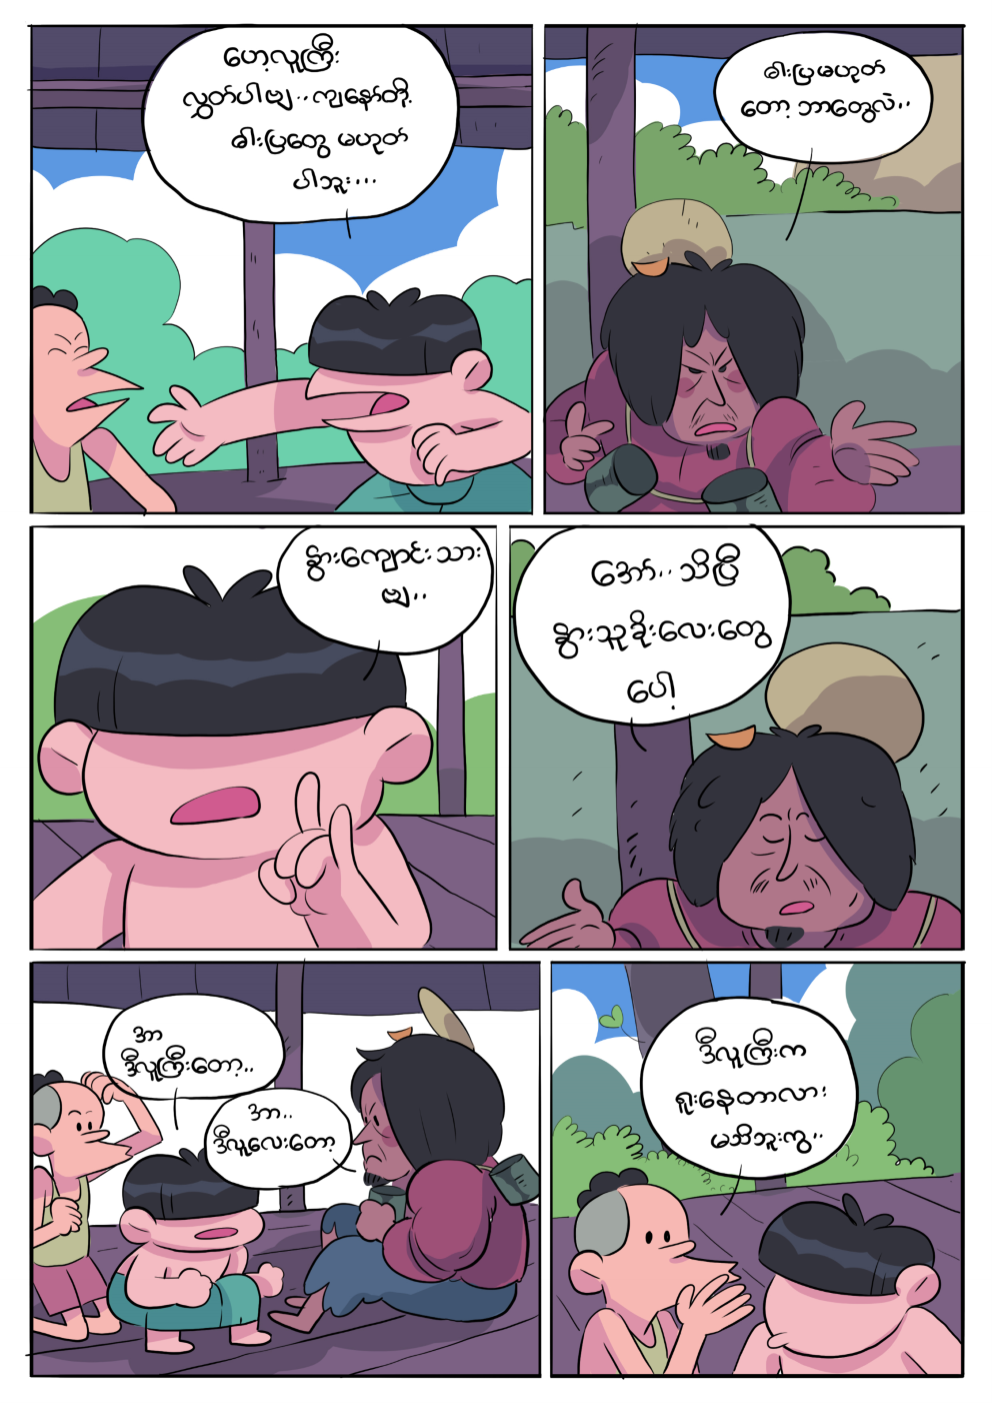 ဟေ့လူကြီး
လွှတ်ပါဗျ..ကျနော်တို့
ဓါးပြတွေ မဟုတ်
ပါဘူး...
ဓါးပြမဟုတ်
တော့ ဘာတွေလဲ..
နွားကျောင်းသား
ဗျ..
အော်..သိပြီ
နွားသူခိုးလေးတွေ
ပေါ့
အာ
ဒီလူကြီးတော့..
အာ..
ဒီလူလေးတော့
ဒီလူကြီးက
ရူးနေတာလား
မသိဘူးကွ..